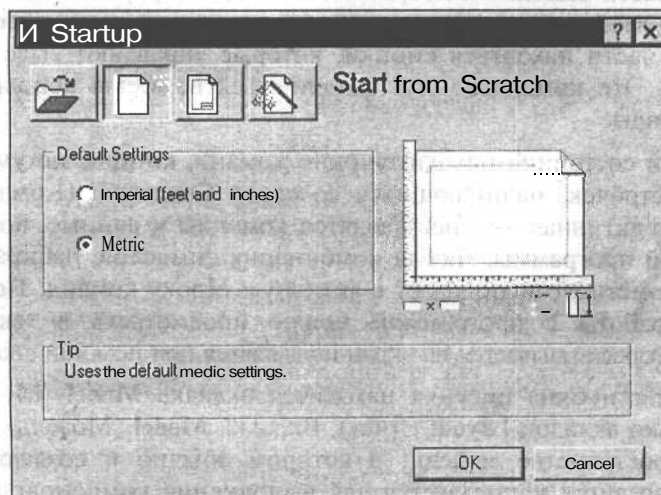 И Startup
? ×
Start from Scratch
Default Settings
Imperial (feet and inches)
Metric
Tip
Uses the default medic settings.
OK
Cancel